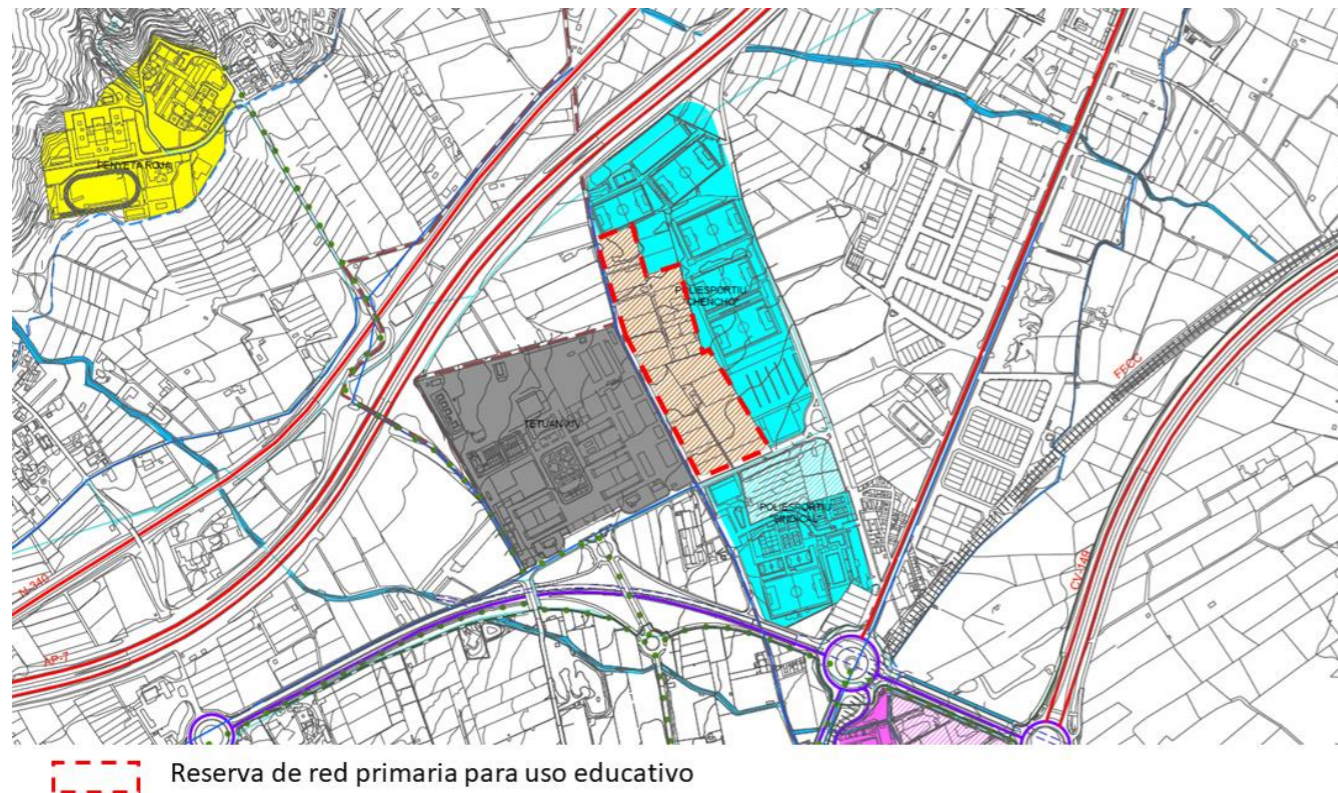 PENYETA ROJA
POLIESPORTIU
"CHENCHO"
FFCC
TETUAN XIV
CV-149
POLIESPORTIU
SINDICAL"
N-340
AP-7
Reserva de red primaria para uso educativo